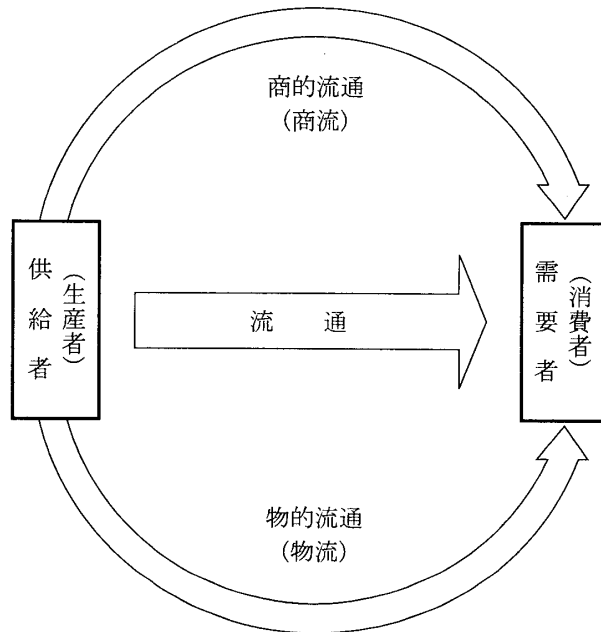 商的流通
(商流)
供給者
(生産者)
流通
需要者
(消費者)
物的流通
(物流)